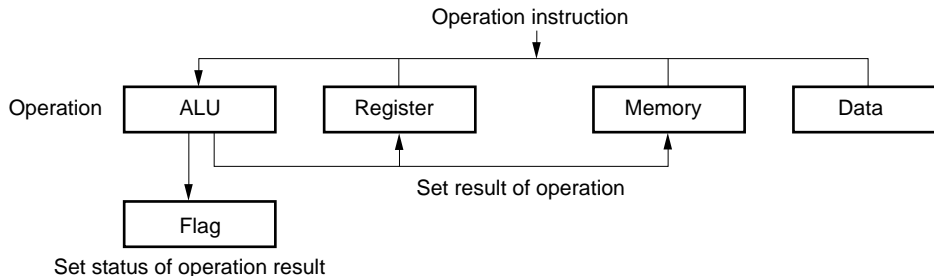 Operation instruction
Operation
ALU
Register
Memory
Data
Set result of operation
Flag
Set status of operation result